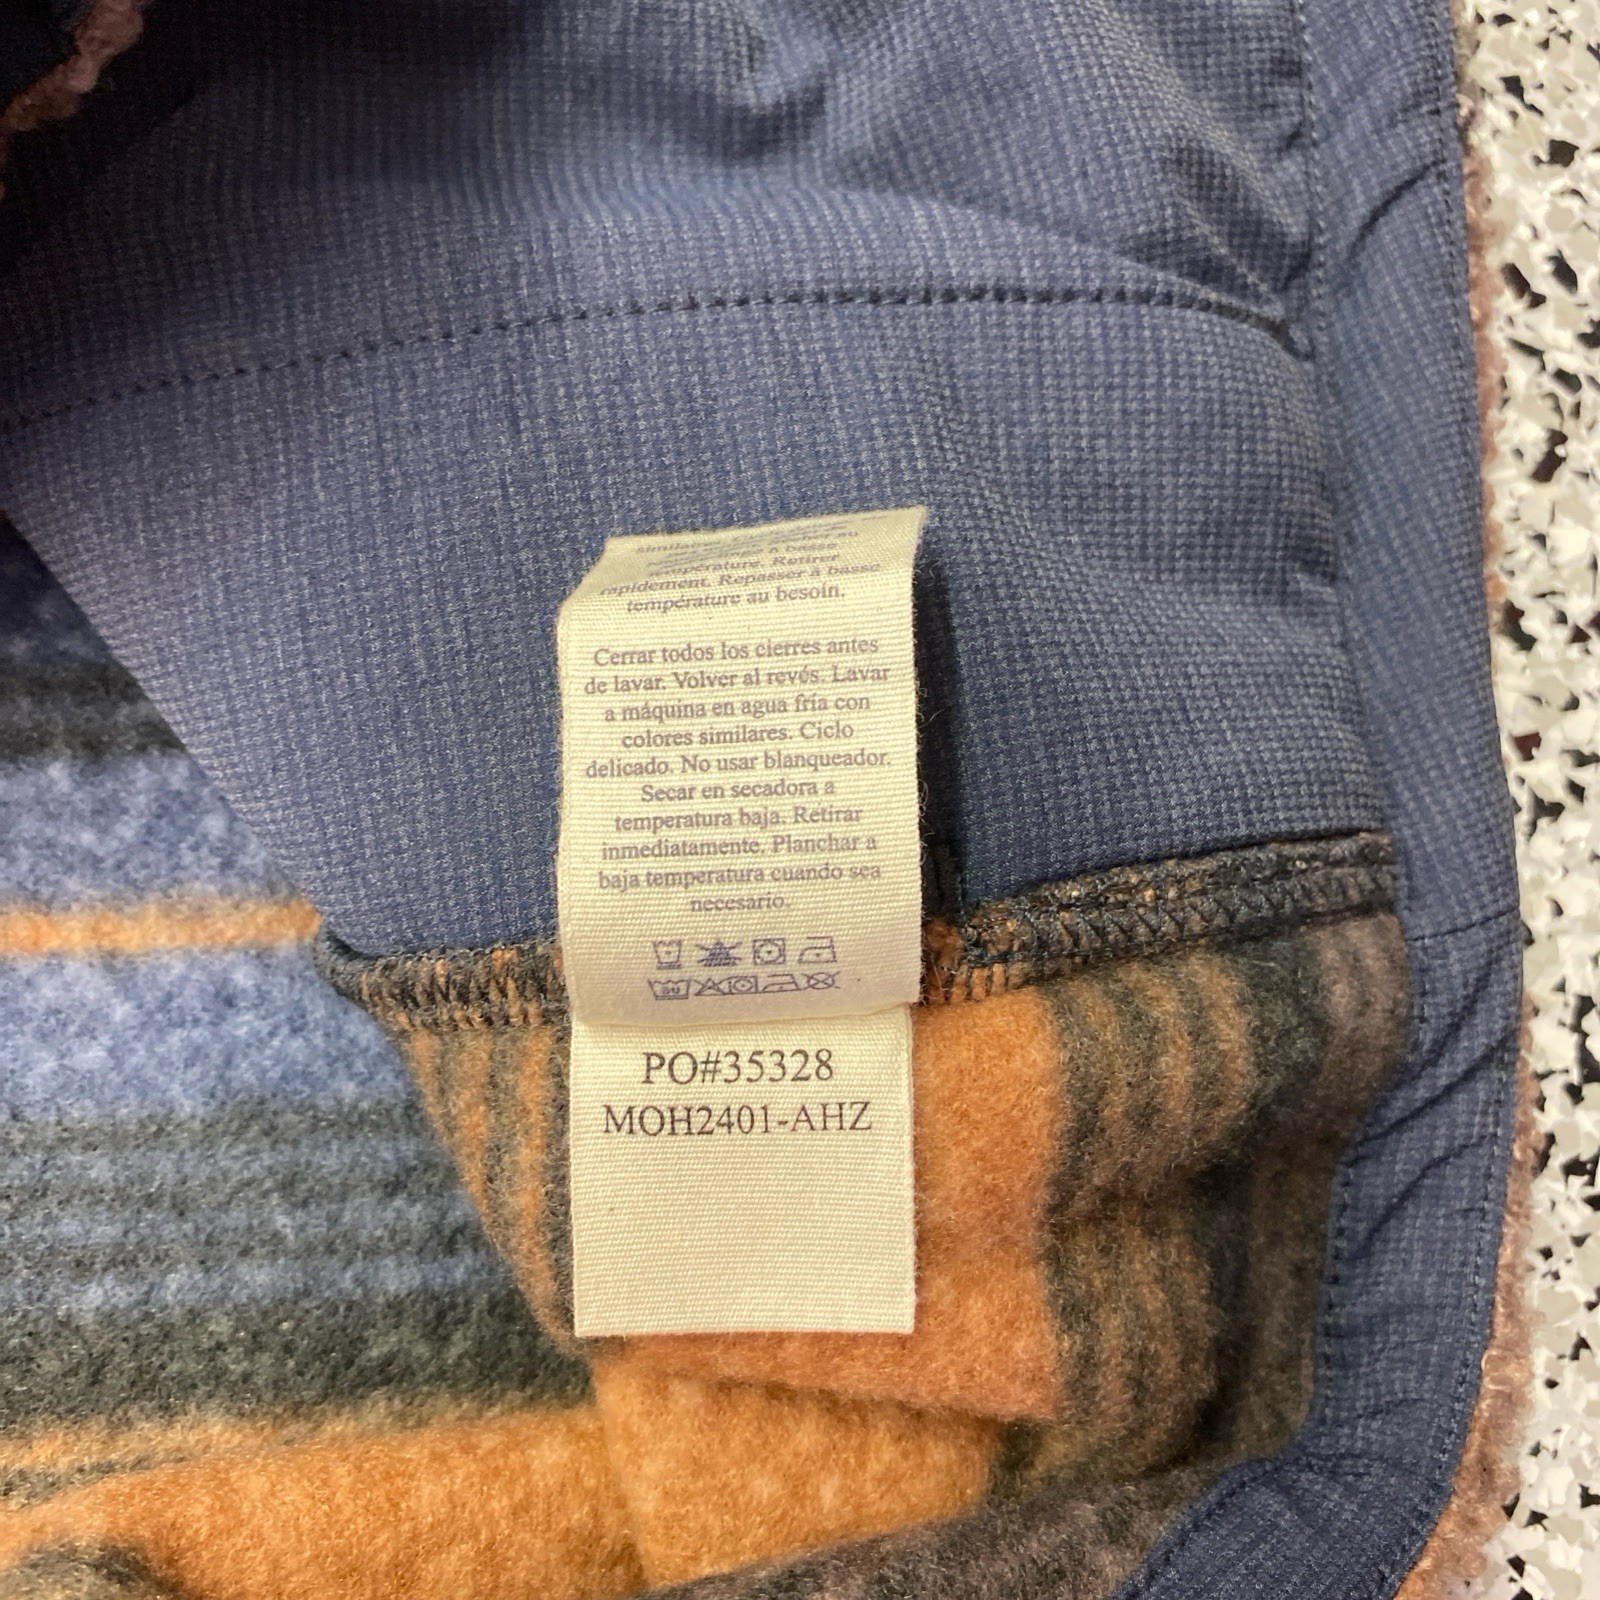 température. Retirer
rapidement. Repasser à basse
température au besoin.
Cerrar todos los cierres antes
de lavar. Volver al revés. Lavar
a máquina en agua fría con
colores similares. Ciclo
delicado. No usar blanqueador.
Secar en secadora a
temperatura baja. Retirar
inmediatamente. Planchar a
baja temperatura cuando sea
necesario.
PO#35328
MOH2401-AHZ